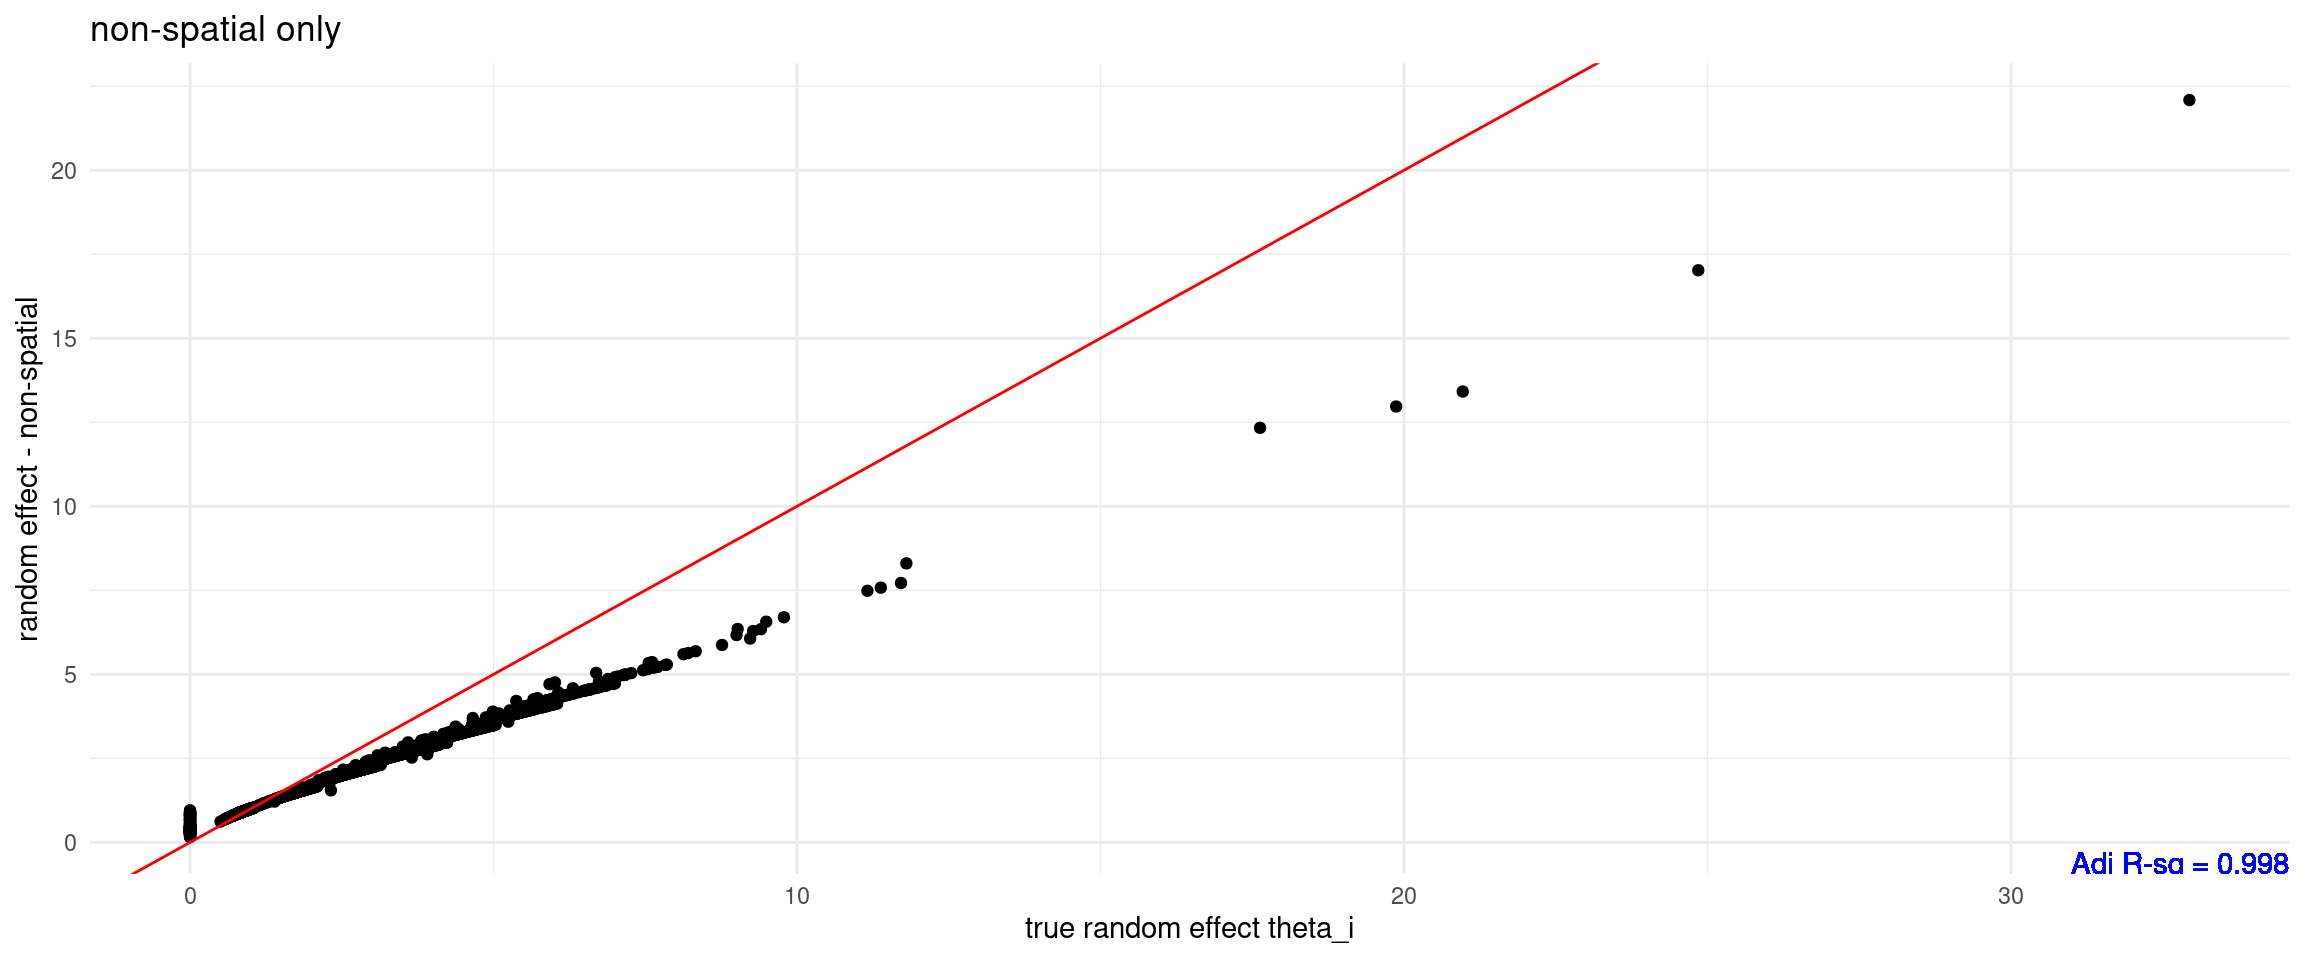 non-spatial only
random effect - non-spatial
20
15
10
5
0
Adj R-sq = 0.998
0 10 20 30
true random effect theta_i